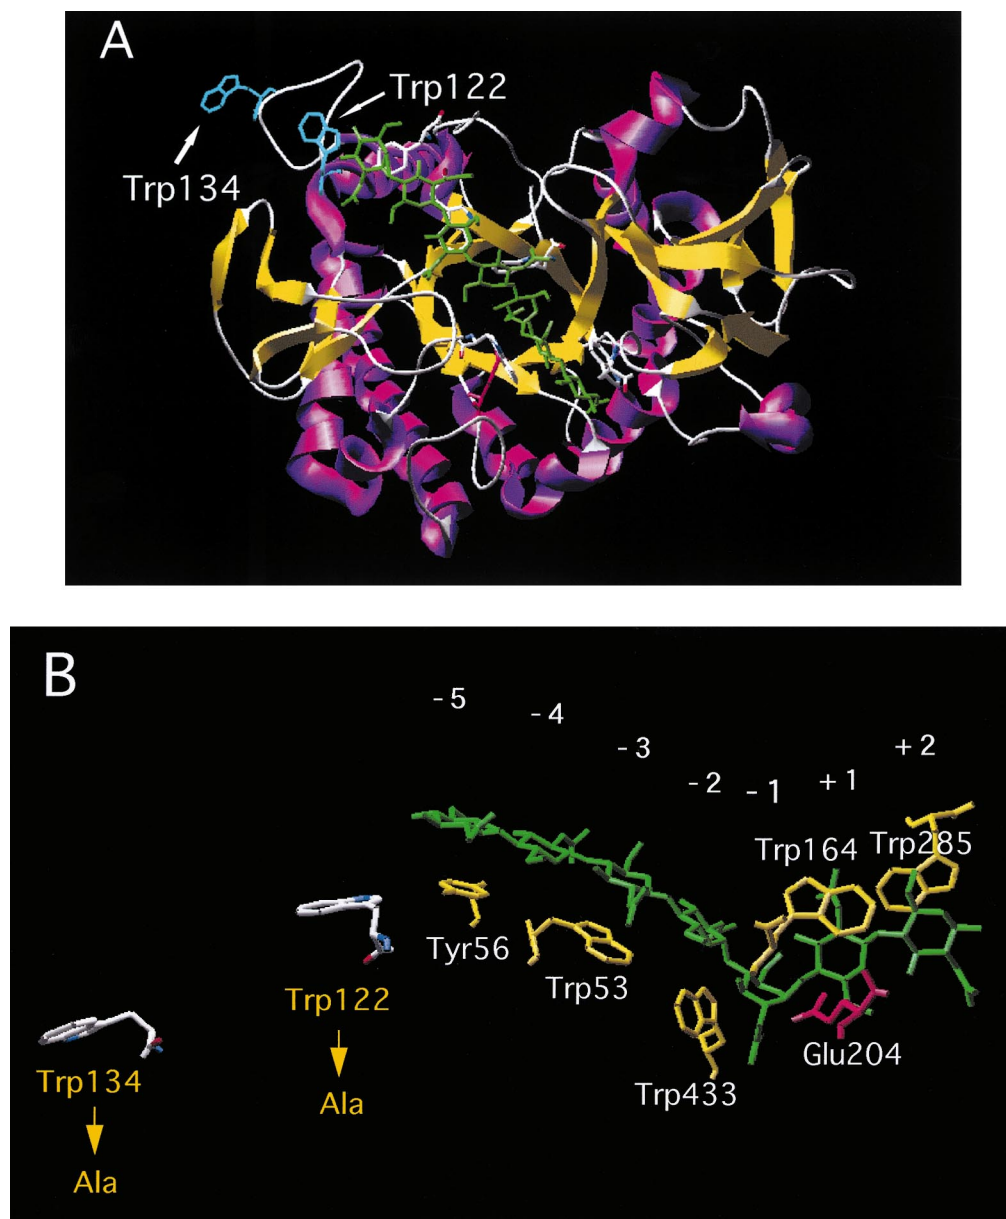 A
Trp122
Trp134
B
- 5
- 4
- 3
- 2
- 1
+ 1
+ 2
Trp164
Trp285
Tyr56
Trp53
Trp122
Glu204
Trp134
Trp433
Ala
Ala